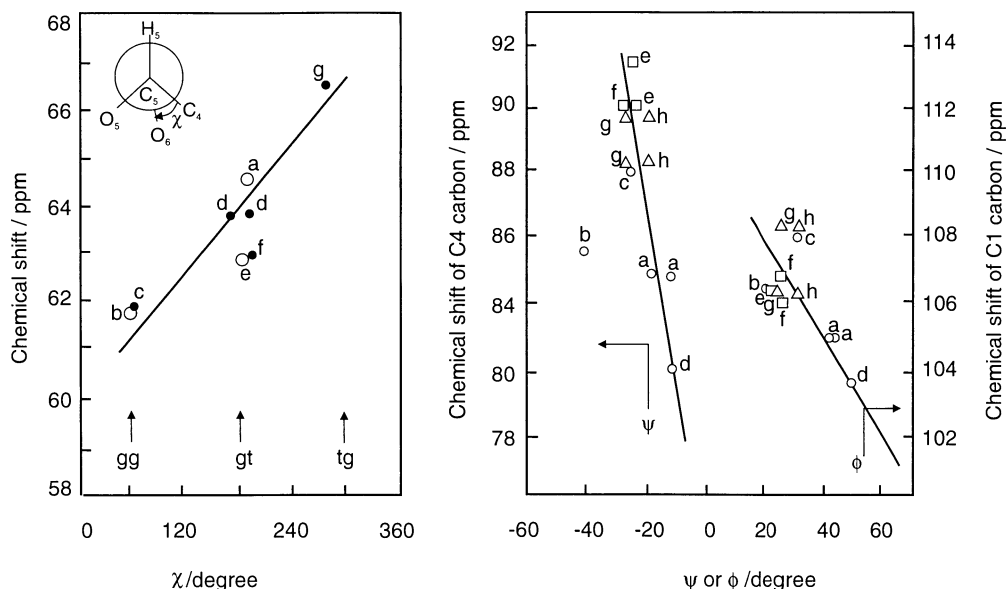 Chemical shift / ppm
68
66
64
62
60
58
0
120
240
360
χ/degree
H5
C5
O5
C4
χ
O6
g
a
d
d
f
e
c
b
gg
gt
tg
Chemical shift of C4 carbon / ppm
92
90
88
86
84
82
80
78
-60
-40
-20
0
20
40
60
ψ or ϕ /degree
e
f
e
g
h
g
h
c
b
a
a
d
ψ
g
h
c
f
b
e
g
h
f
a
a
d
ϕ
114
112
110
108
106
104
102
Chemical shift of C1 carbon / ppm